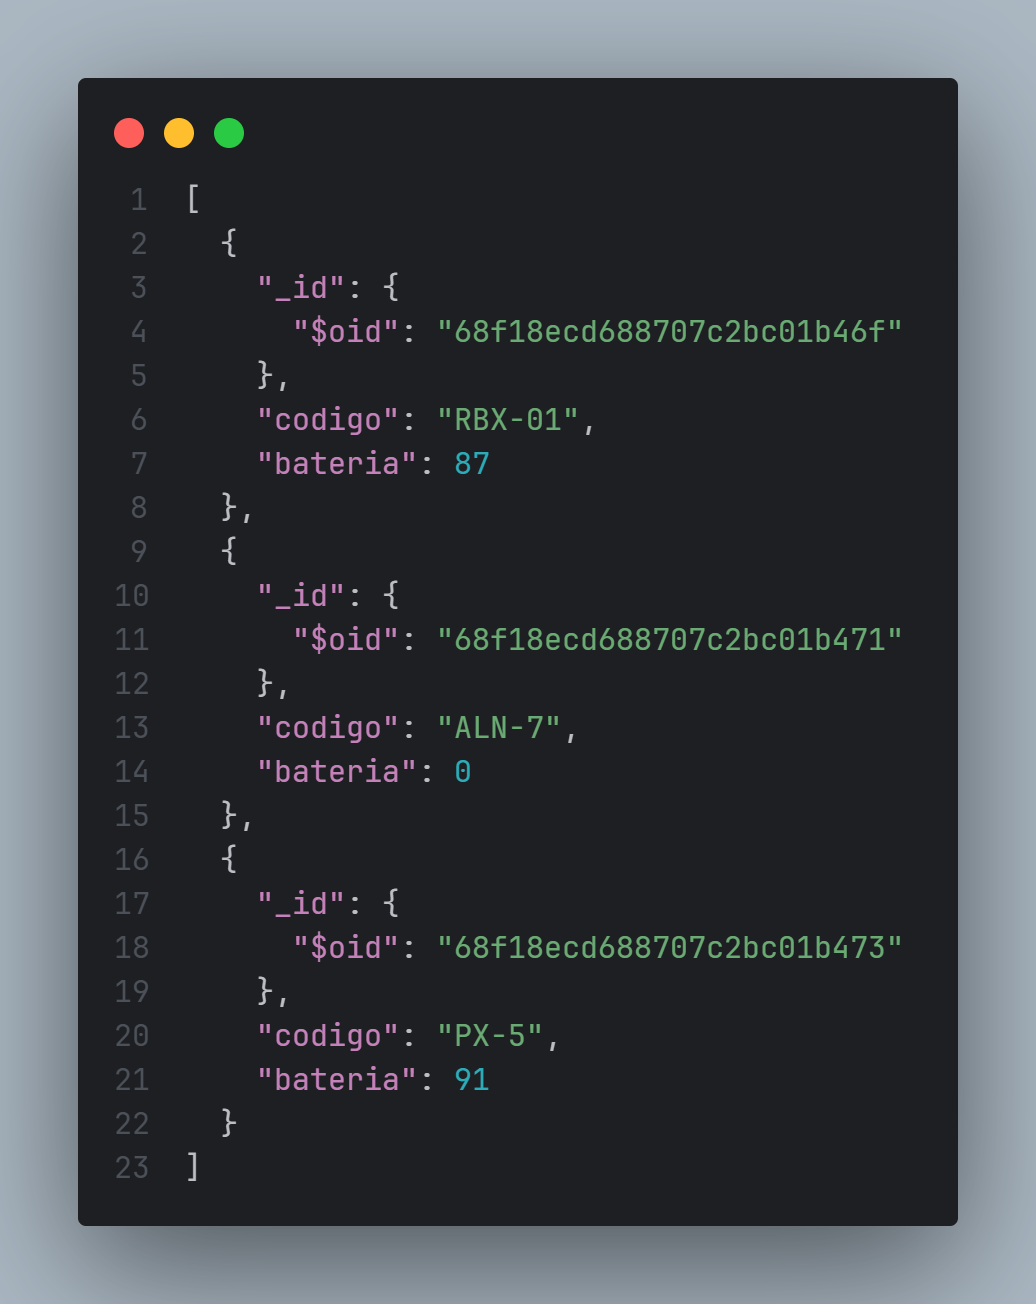 1 [
2   {
3     "_id": {
4       "$oid": "68f18ecd688707c2bc01b46f"
5     },
6     "codigo": "RBX-01",
7     "bateria": 87
8   },
9   {
10     "_id": {
11       "$oid": "68f18ecd688707c2bc01b471"
12     },
13     "codigo": "ALN-7",
14     "bateria": 0
15   },
16   {
17     "_id": {
18       "$oid": "68f18ecd688707c2bc01b473"
19     },
20     "codigo": "PX-5",
21     "bateria": 91
22   }
23 ]